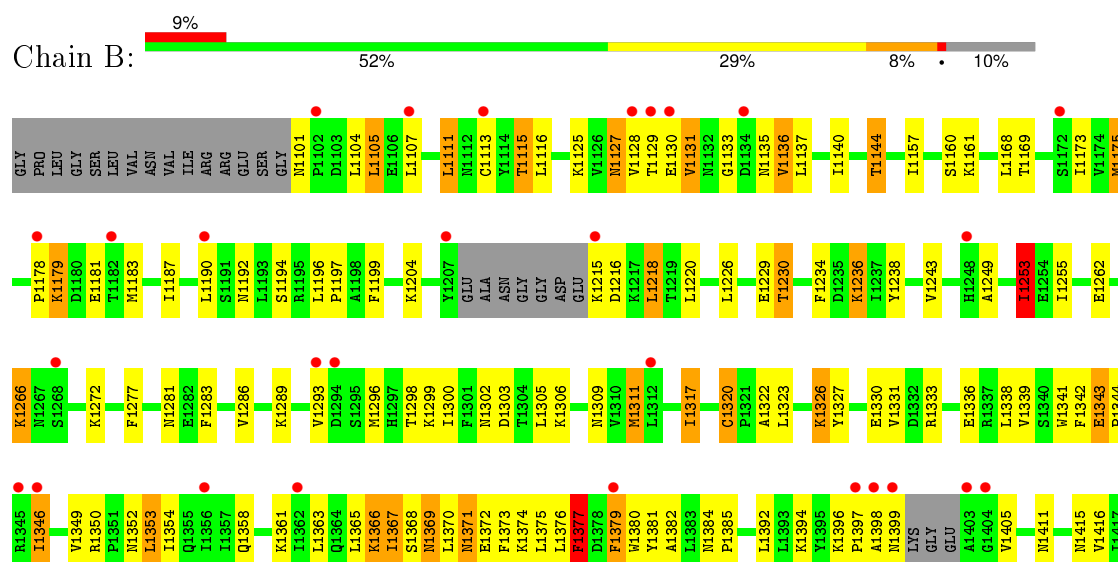 9%
Chain B:
52% 29% 8% • 10%
GLY PRO LEU GLY SER LEU VAL ASN VAL ILE ARG ARG GLU SER GLY N1101 P1102 D1103 L1104 L1105 E1106 L1107 L1111 N1112 C1113 Y1114 T1115 L1116 K1125 V1126 N1127 V1128 T1129 E1130 V1131 N1132 G1133 D1134 N1135 V1136 L1137 I1140 T1144 I1157 S1160 K1161 L1168 T1169 S1172 I1173 V1174 M1175
P1178 K1179 D1180 E1181 T1182 M1183 I1187 L1190 S1191 N1192 L1193 S1194 R1195 L1196 P1197 A1198 F1199 K1204 Y1207 GLU ALA ASN GLY GLY ASP GLU K1215 D1216 K1217 L1218 T1219 L1220 L1226 E1229 T1230 F1234 D1235 K1236 I1237 Y1238 V1243 H1248 A1249 I1253 E1254 I1255 E1262
K1266 N1267 S1268 K1272 F1277 N1281 E1282 F1283 V1286 K1289 V1293 D1294 S1295 M1296 H1297 T1298 K1299 I1300 F1301 N1302 D1303 T1304 L1305 K1306 N1309 V1310 M1311 L1312 I1317 C1320 P1321 A1322 L1323 K1326 Y1327 E1330 V1331 D1332 R1333 E1336 R1337 L1338 V1339 S1340 W1341 F1342 E1343
R1345 I1346 V1349 R1350 P1351 N1352 L1353 I1354 Q1355 I1356 I1357 Q1358 K1361 I1362 L1363 Q1364 L1365 K1366 I1367 S1368 N1369 L1370 N1371 E1372 F1373 K1374 L1375 L1376 F1377 D1378 F1379 W1380 Y1381 A1382 L1383 N1384 P1385 L1392 L1393 K1394 Y1395 K1396 P1397 A1398 N1399 LYS GLY GLU A1403 G1404 V1405 N1411 N1415 V1416 I1417